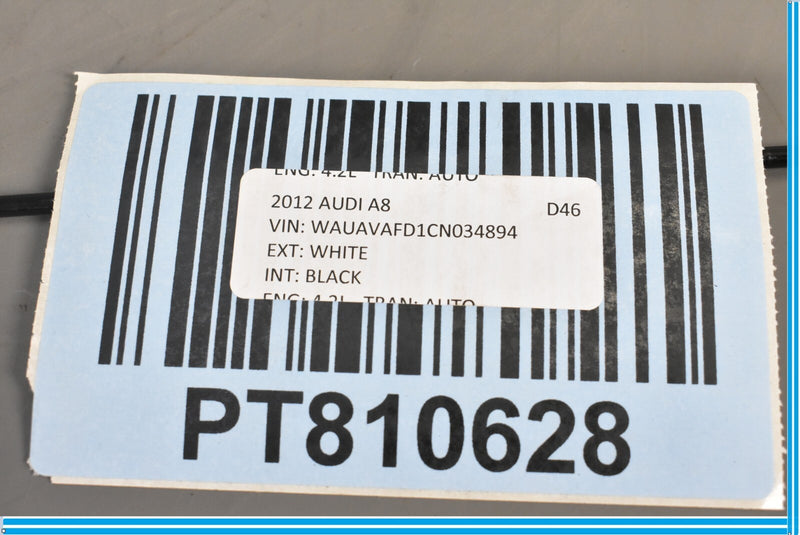 ENG: 4.2L TRAN: AUTO
2012 AUDI A8 D46
VIN: WAUAVAFD1CN034894
EXT: WHITE
INT: BLACK
ENG: 4.2L TRAN: AUTO
PT810628